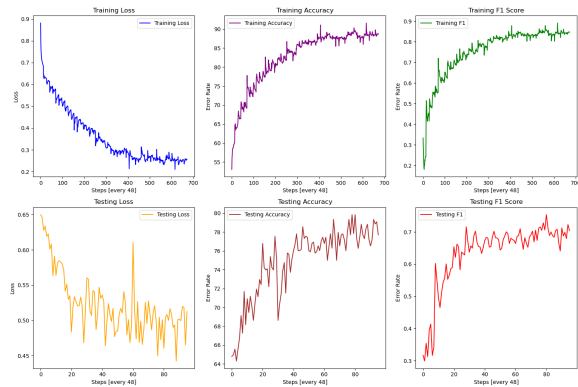 Training Loss
Training Accuracy
Training F1 Score
Training Loss
Training Accuracy
Training F1
0.9
0.8
0.7
0.6
0.5
0.4
0.3
0.2
90
85
80
75
70
65
60
55
0.9
0.8
0.7
0.6
0.5
0.4
0.3
0.2
Loss
Error Rate
Error Rate
0 100 200 300 400 500 600 700
0 100 200 300 400 500 600 700
0 100 200 300 400 500 600 700
Steps [every 48]
Steps [every 48]
Steps [every 48]
Testing Loss
Testing Accuracy
Testing F1 Score
Testing Loss
Testing Accuracy
Testing F1
0.65
0.60
0.55
0.50
0.45
80
78
76
74
72
70
68
66
64
0.7
0.6
0.5
0.4
0.3
Loss
Error Rate
Error Rate
0 20 40 60 80
0 20 40 60 80
0 20 40 60 80
Steps [every 48]
Steps [every 48]
Steps [every 48]